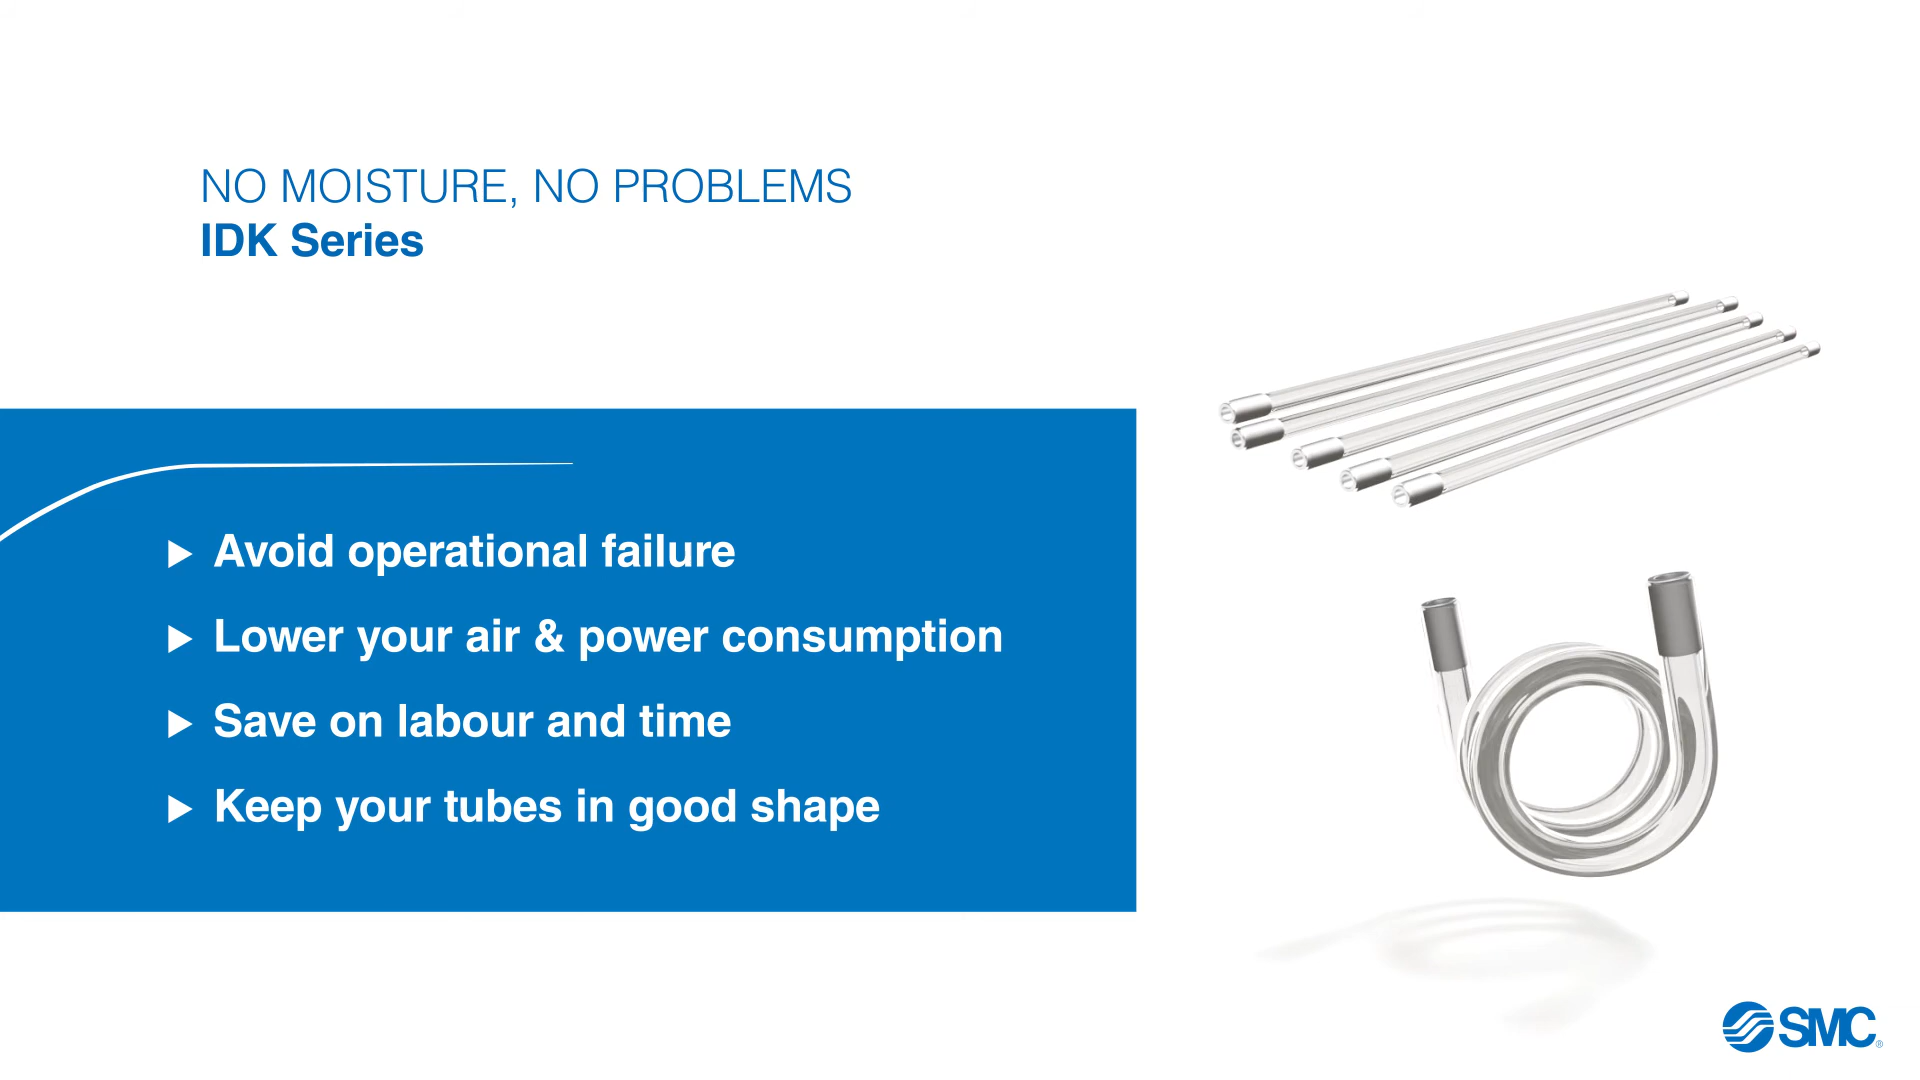 NO MOISTURE, NO PROBLEMS
IDK Series
▶ Avoid operational failure
▶ Lower your air & power consumption
▶ Save on labour and time
▶ Keep your tubes in good shape
SMC®